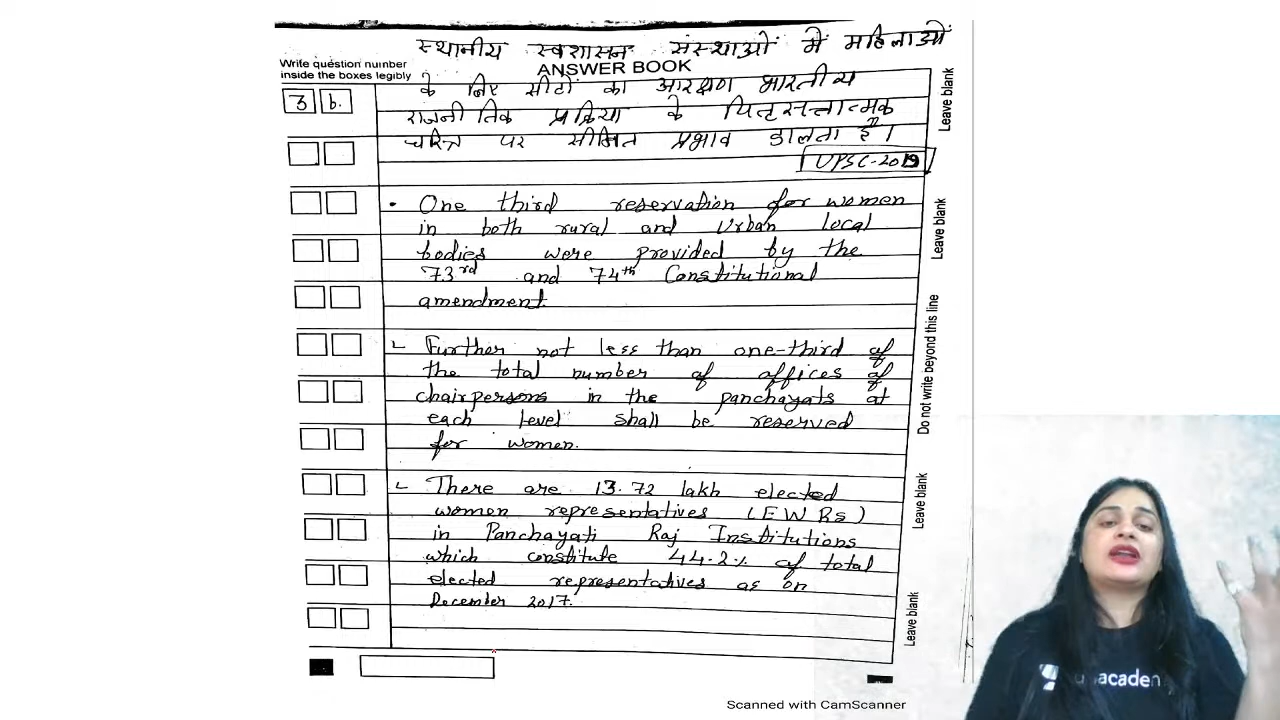 स्थानीय स्वशासन संस्थाओं में महिलाओं
Write question number
inside the boxes legibly
ANSWER BOOK
के लिए सीटों का आरक्षण भारतीय
3 b.
राजनीतिक प्रक्रिया के पितृसत्तात्मक
चरित्र पर सीमित प्रभाव डालता है।
UPSC-2019
Leave blank
• One third reservation for women
in both rural and Urban local
bodies were provided by the
73rd and 74th Constitutional
amendment.
Leave blank
Further not less than one-third of
the total number of offices of
chairpersons in the panchayats at
each level shall be reserved
for women.
Do not write beyond this line
There are 13.72 lakh elected
women representatives (EWRs)
in Panchayati Raj Institutions
which constitute 44.2% of total
elected representatives as on
December 2017.
Leave blank
Leave blank
Scanned with CamScanner